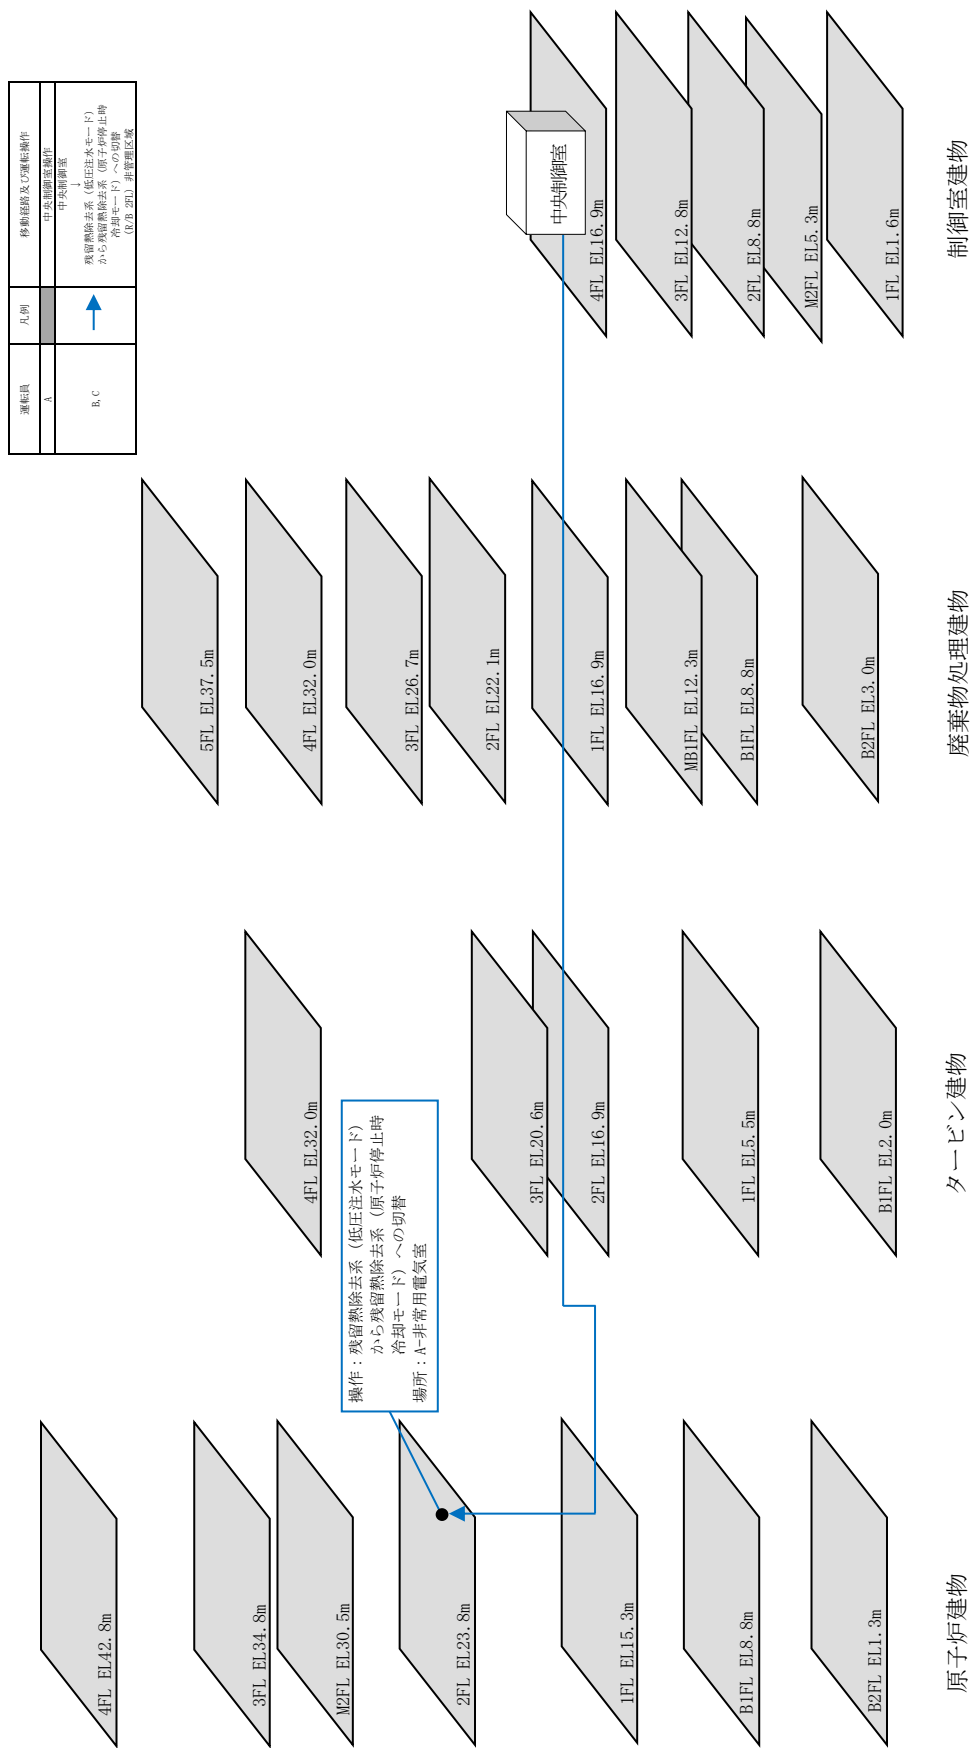 運転員 凡例 移動経路及び運転操作
A 中央制御室操作
B, C
中央制御室
↓
残留熱除去系（低圧注水モード）
から残留熱除去系（原子炉停止時
冷却モード）への切替
（R/B 2FL）非管理区域
4FL EL42.8m
3FL EL34.8m
M2FL EL30.5m
2FL EL23.8m
1FL EL15.3m
B1FL EL8.8m
B2FL EL1.3m
原子炉建物
操作：残留熱除去系（低圧注水モード）
から残留熱除去系（原子炉停止時
冷却モード）への切替
場所：A-非常用電気室
4FL EL32.0m
3FL EL20.6m
2FL EL16.9m
1FL EL5.5m
B1FL EL2.0m
タービン建物
5FL EL37.5m
4FL EL32.0m
3FL EL26.7m
2FL EL22.1m
1FL EL16.9m
MB1FL EL12.3m
B1FL EL8.8m
B2FL EL3.0m
廃棄物処理建物
中央制御室
4FL EL16.9m
3FL EL12.8m
2FL EL8.8m
M2FL EL5.3m
1FL EL1.6m
制御室建物